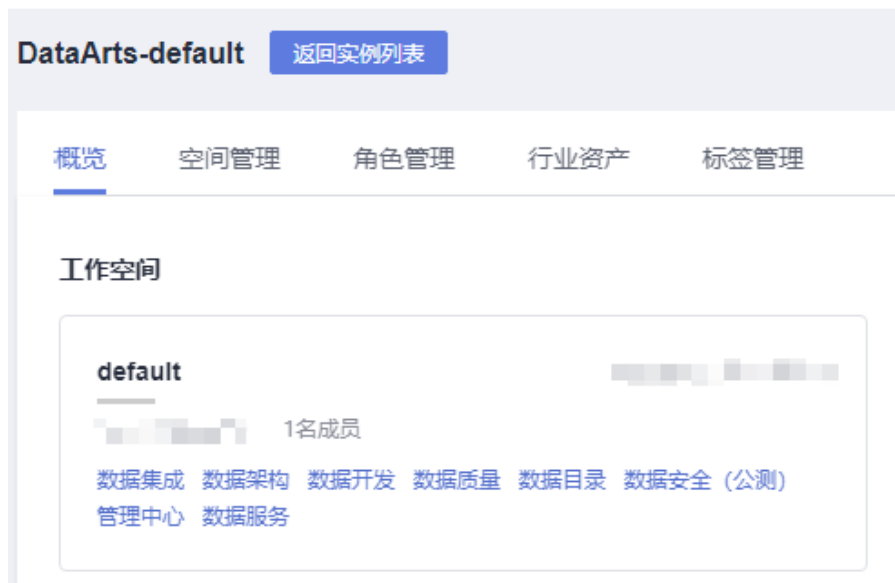 DataArts-default 返回实例列表
概览 空间管理 角色管理 行业资产 标签管理
工作空间
default
1名成员
数据集成 数据架构 数据开发 数据质量 数据目录 数据安全（公测）
管理中心 数据服务